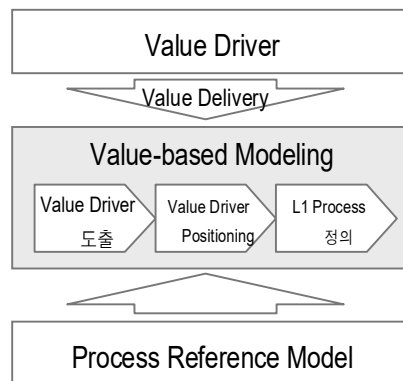 Value Driver
Value Delivery
Value-based Modeling
Value Driver
도출
Value Driver
Positioning
L1 Process
정의
Process Reference Model